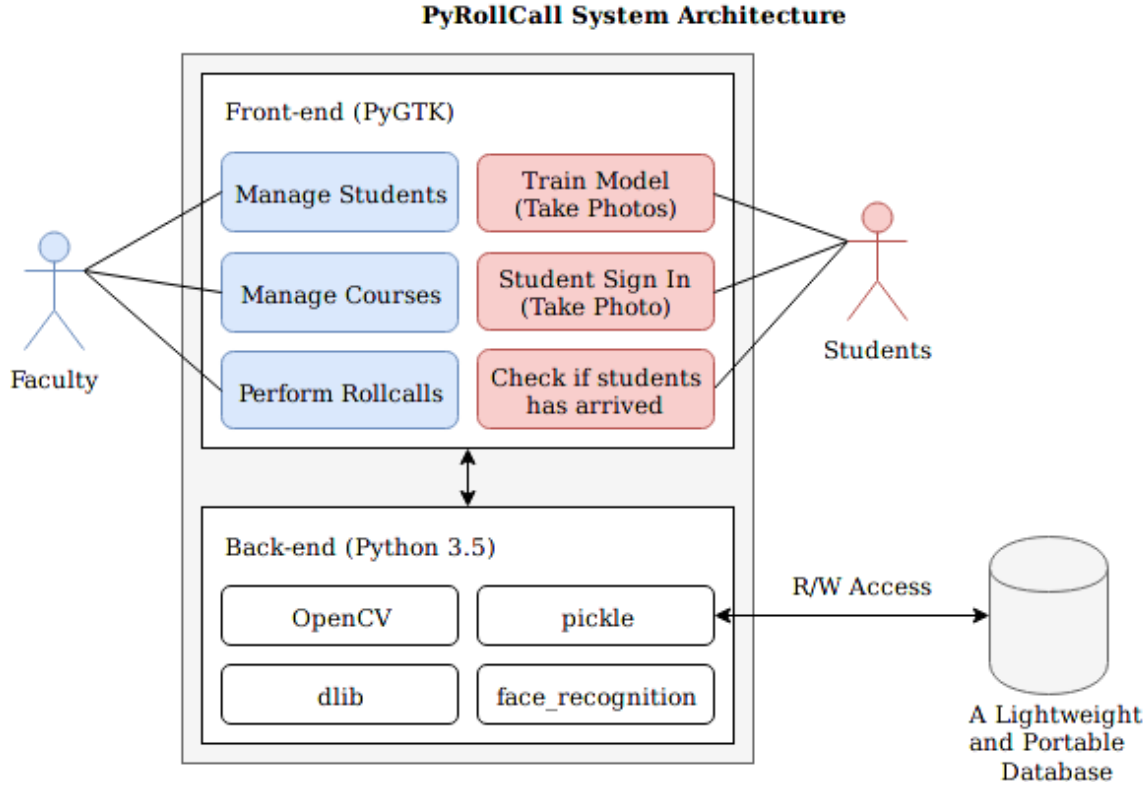 PyRollCall System Architecture
Front-end (PyGTK)
Manage Students
Train Model
(Take Photos)
Manage Courses
Student Sign In
(Take Photo)
Perform Rollcalls
Check if students
has arrived
Faculty
Students
Back-end (Python 3.5)
OpenCV
pickle
dlib
face_recognition
R/W Access
A Lightweight
and Portable
Database